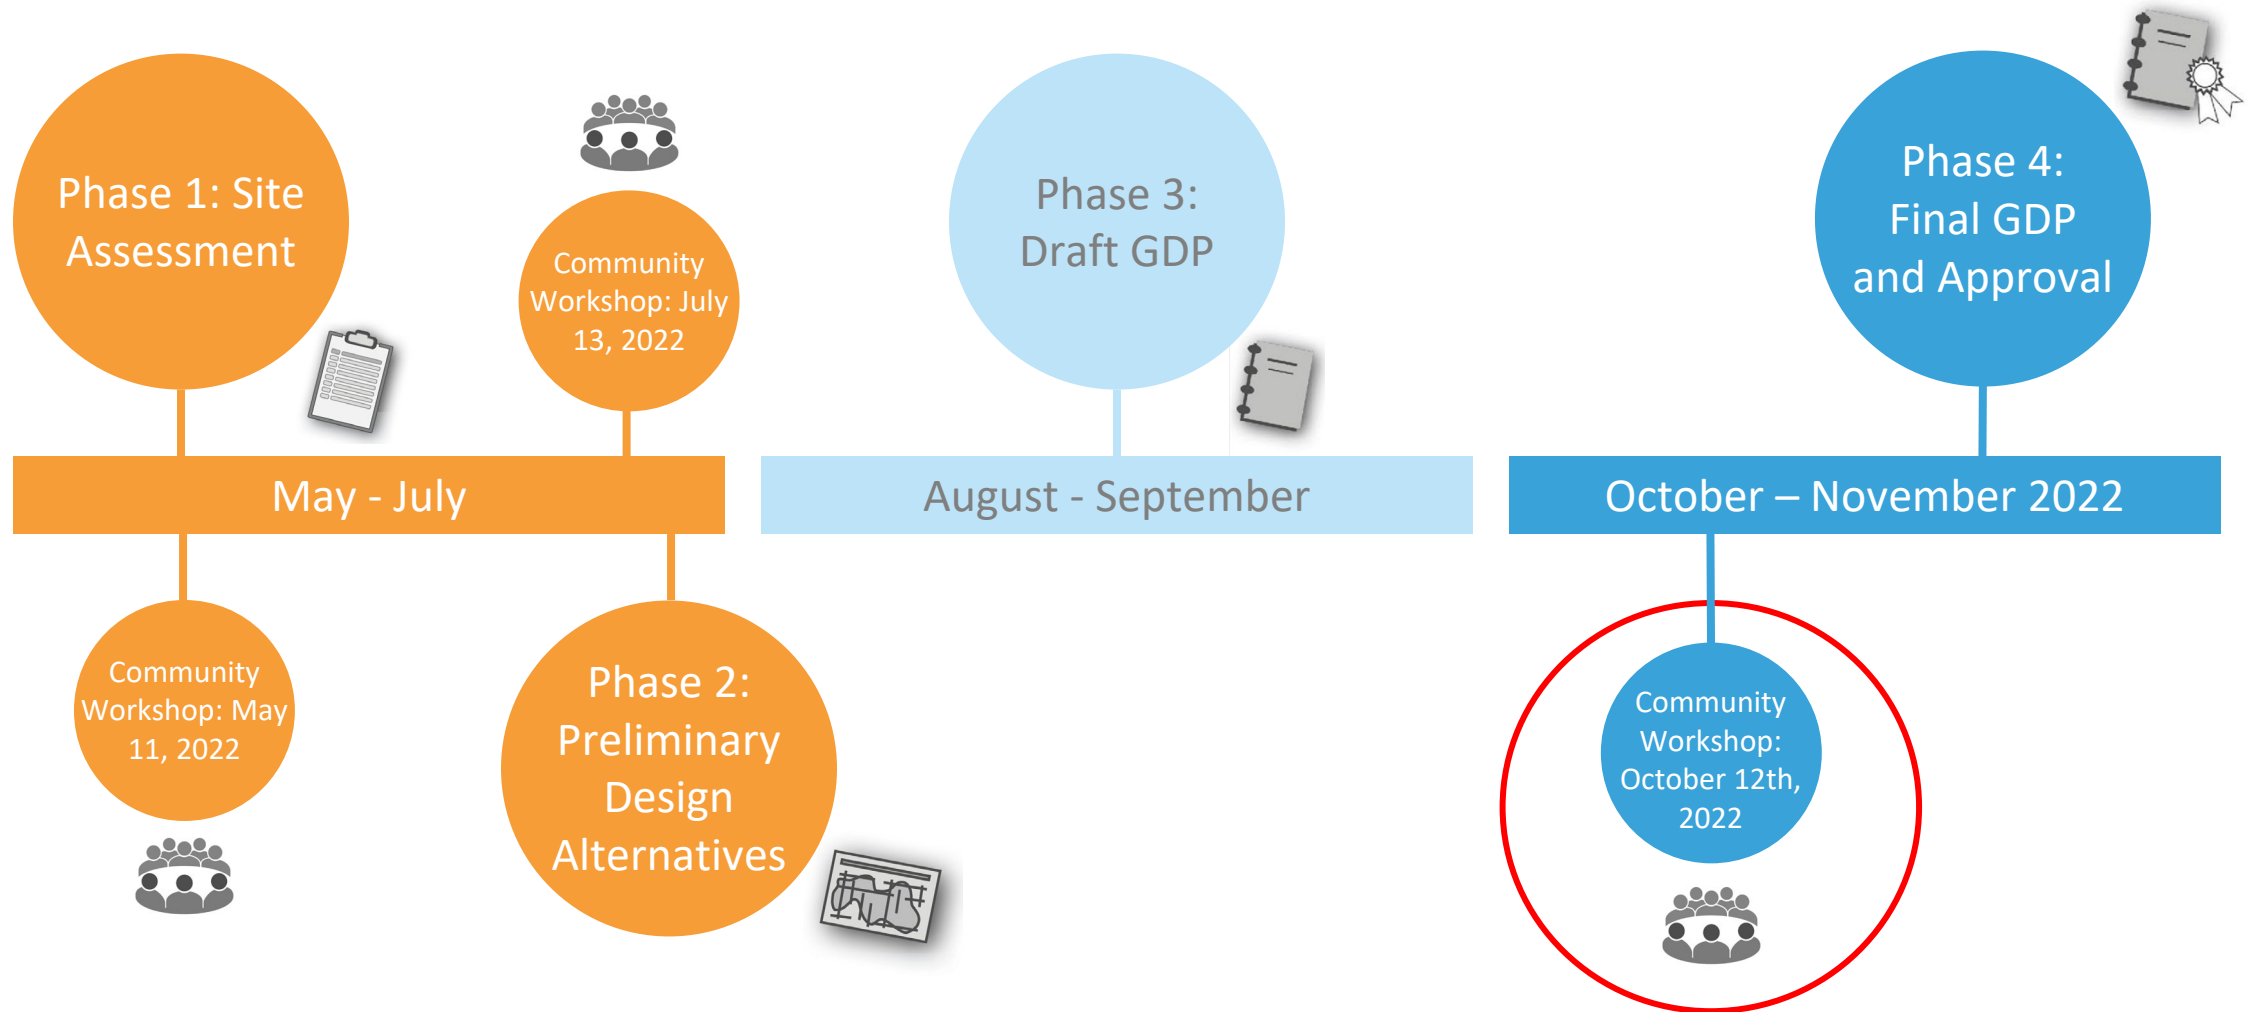 Phase 1: Site
Assessment
Community
Workshop: July
13, 2022
Phase 3:
Draft GDP
Phase 4:
Final GDP
and Approval
May - July
August - September
October – November 2022
Community
Workshop: May
11, 2022
Phase 2:
Preliminary
Design
Alternatives
Community
Workshop:
October 12th,
2022